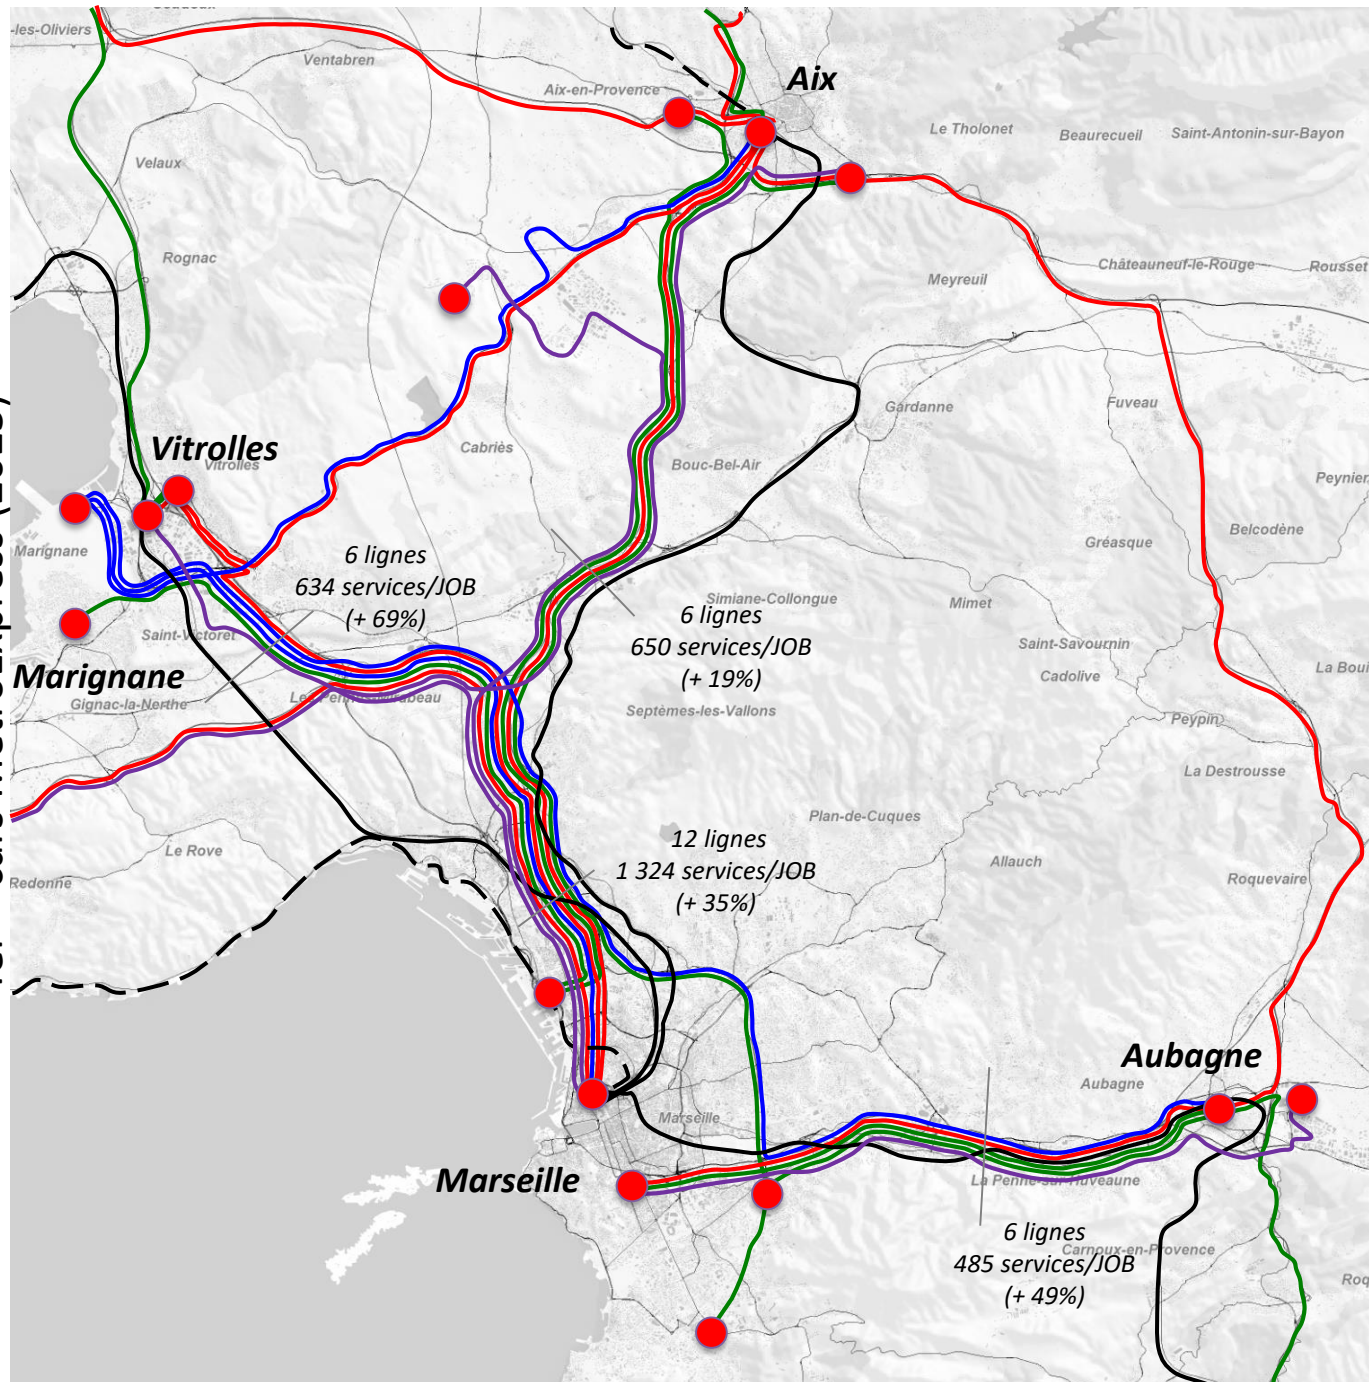 -les-Oliviers
Ventabren
Aix
Aix-en-Provence
Le Tholonet
Beaurecueil
Saint-Antonin-sur-Bayon
Velaux
Rognac
Meyreuil
Châteauneuf-le-Rouge
Rousset
Gardanne
Fuveau
Vitrolles
Vitrolles
Cabriès
Bouc-Bel-Air
Peynier
Belcodène
Gréasque
Marignane
6 lignes
634 services/JOB
(+ 69%)
Simiane-Collongue
6 lignes
650 services/JOB
(+ 19%)
Mimet
Saint-Savournin
Cadolive
La Boui
Saint-Victoret
Marignane
Gignac-la-Nerthe
Septèmes-les-Vallons
Peypin
La Destrousse
Plan-de-Cuques
12 lignes
1 324 services/JOB
(+ 35%)
Le Rove
Allauch
Roquevaire
Redonne
Aubagne
Aubagne
Marseille
Marseille
La Penne-sur-Huveaune
6 lignes
485 services/JOB
(+ 49%)
Carnoux-en-Provence
Roq